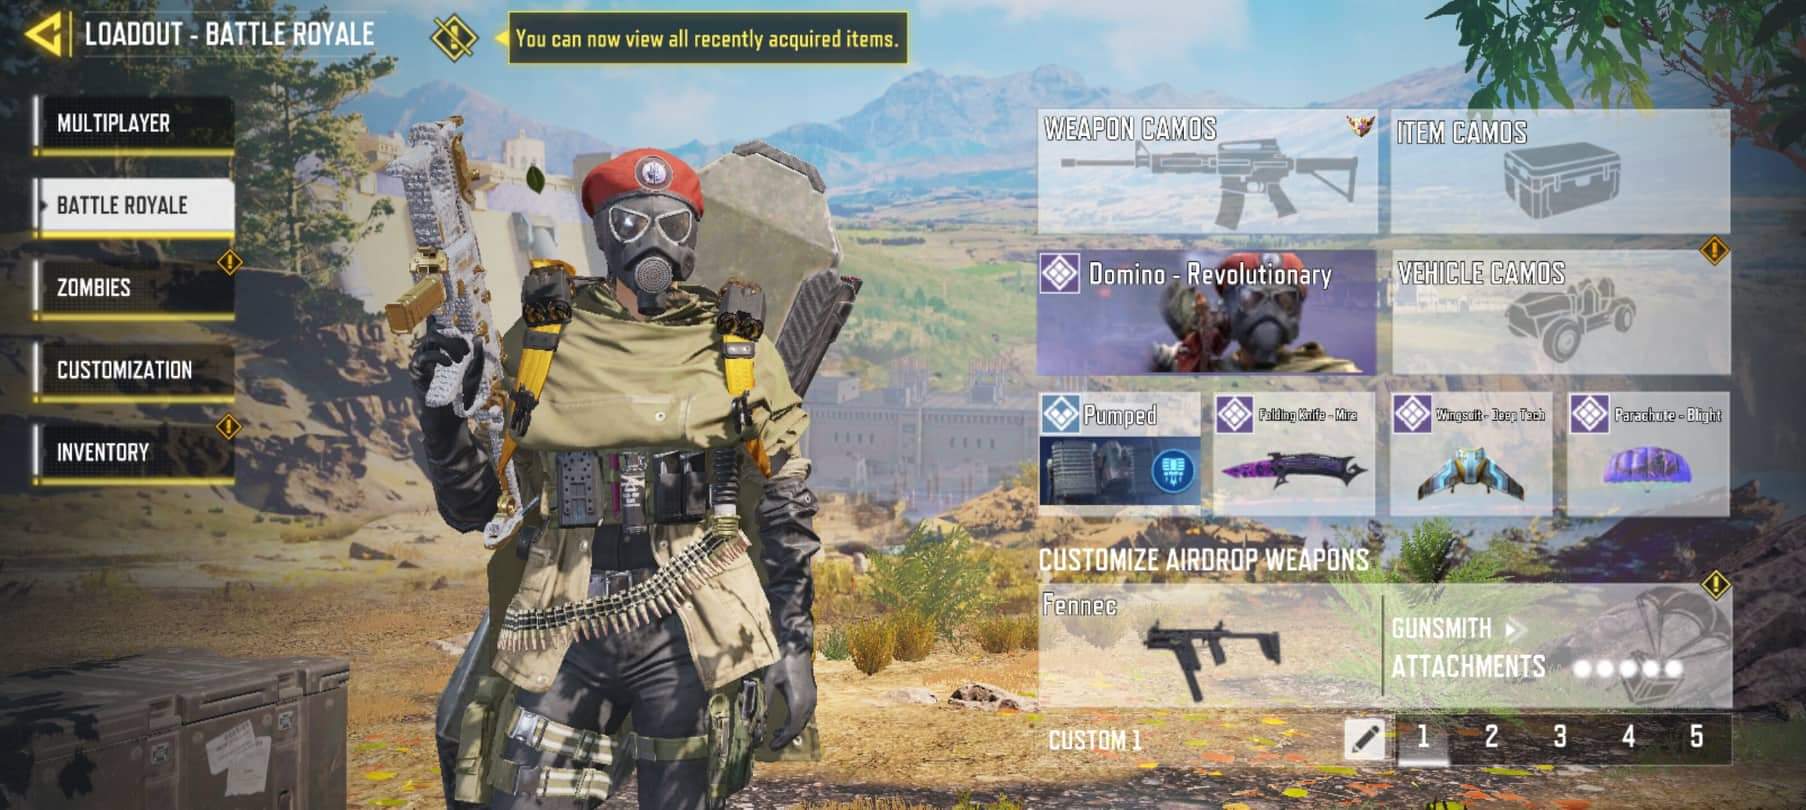 LOADOUT - BATTLE ROYALE
You can now view all recently acquired items.
MULTIPLAYER
BATTLE ROYALE
ZOMBIES
CUSTOMIZATION
INVENTORY
WEAPON CAMOS
ITEM CAMOS
Domino - Revolutionary
VEHICLE CAMOS
Pumped
Folding Knife - Mire
Wingsuit - Deep Tech
Parachute - Blight
CUSTOMIZE AIRDROP WEAPONS
Fennec
GUNSMITH
ATTACHMENTS
CUSTOM 1
1 2 3 4 5